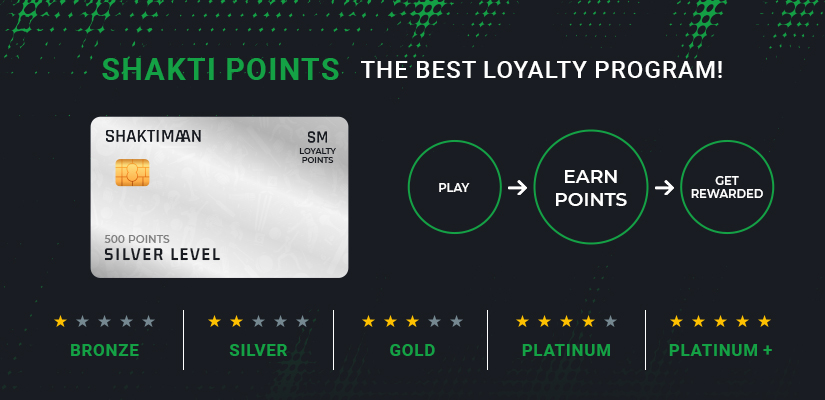 SHAKTI POINTS THE BEST LOYALTY PROGRAM!
SHAKTIMAAN
SM
LOYALTY
POINTS
500 POINTS
SILVER LEVEL
PLAY
EARN
POINTS
GET
REWARDED
BRONZE
SILVER
GOLD
PLATINUM
PLATINUM +